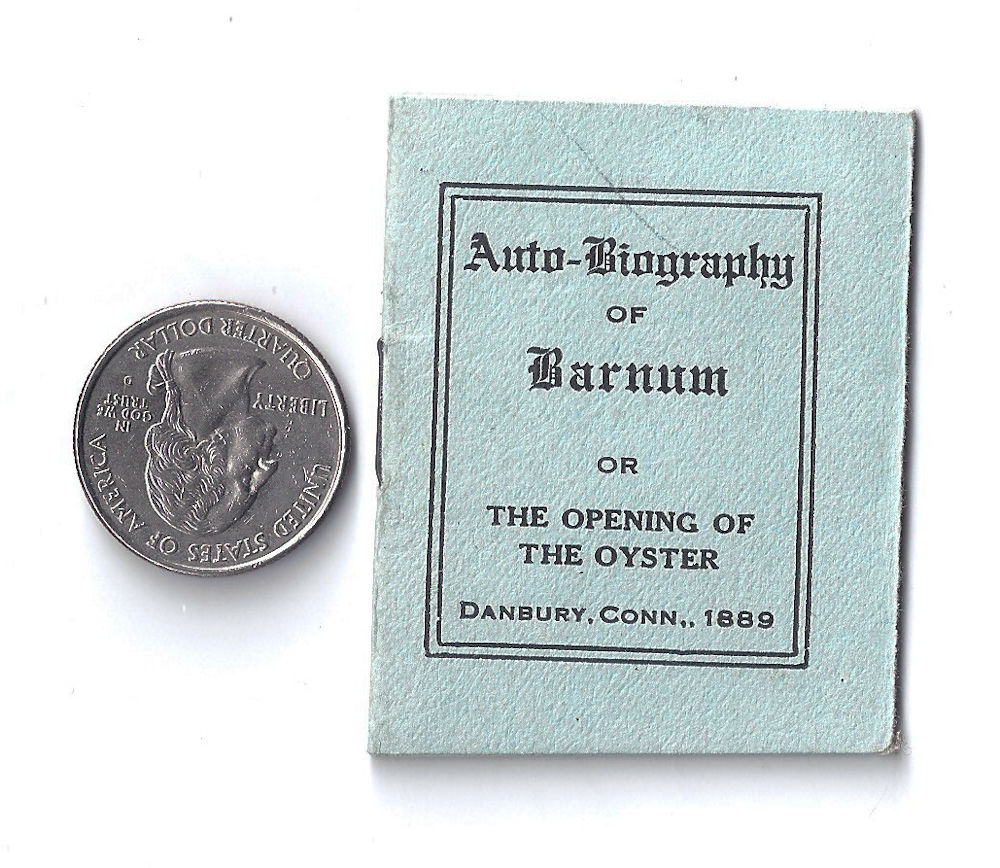 UNITED STATES OF AMERICA
LIBERTY
IN
GOD WE
TRUST
QUARTER DOLLAR
Auto-Biography
OF
Barnum
OR
THE OPENING OF
THE OYSTER
DANBURY, CONN,, 1889